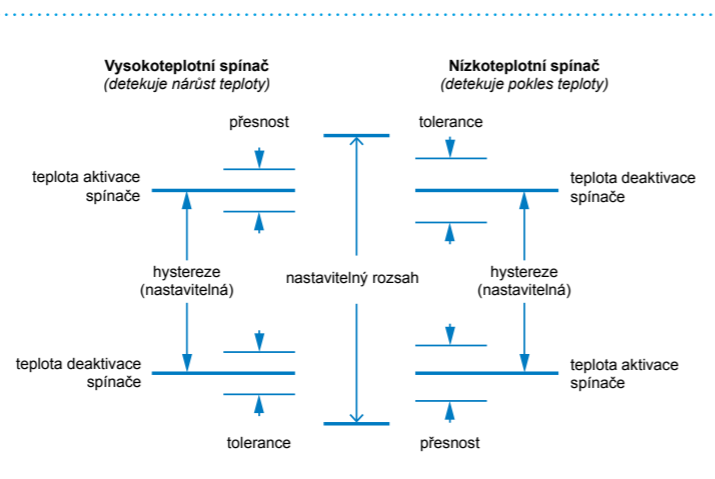 Vysokoteplotní spínač
(detekuje nárůst teploty)
Nízkoteplotní spínač
(detekuje pokles teploty)
přesnost
tolerance
teplota aktivace
spínače
teplota deaktivace
spínače
hystereze
(nastavitelná)
nastavitelný rozsah
hystereze
(nastavitelná)
teplota deaktivace
spínače
teplota aktivace
spínače
tolerance
přesnost